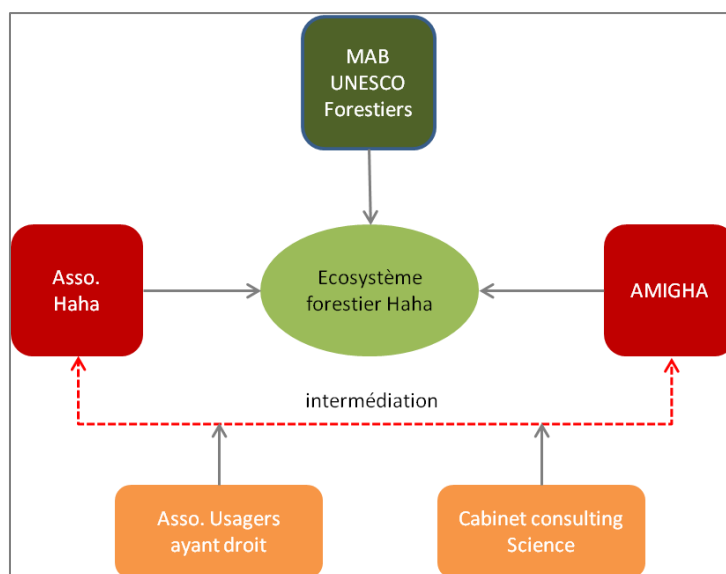 MAB
UNESCO
Forestiers
Asso.
Haha
Ecosystème
forestier Haha
AMIGHA
intermédiation
Asso. Usagers
ayant droit
Cabinet consulting
Science